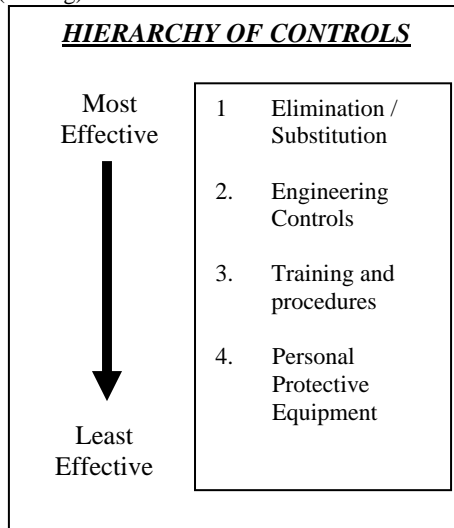 HIERARCHY OF CONTROLS
Most
Effective
1 Elimination /
Substitution
2. Engineering
Controls
3. Training and
procedures
4. Personal
Protective
Equipment
Least
Effective